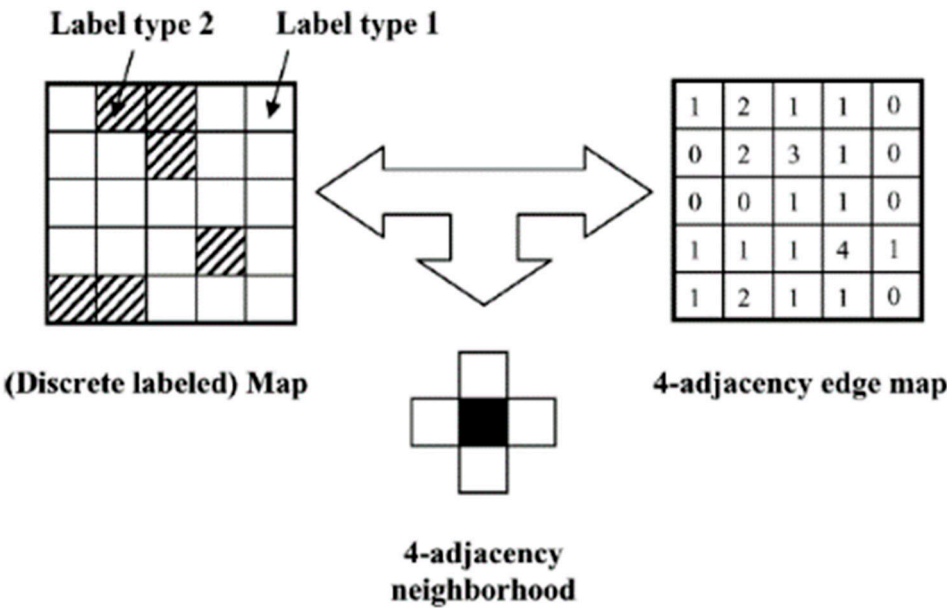 Label type 2
Label type 1
1 2 1 1 0
0 2 3 1 0
0 0 1 1 0
1 1 1 4 1
1 2 1 1 0
(Discrete labeled) Map
4-adjacency edge map
4-adjacency
neighborhood